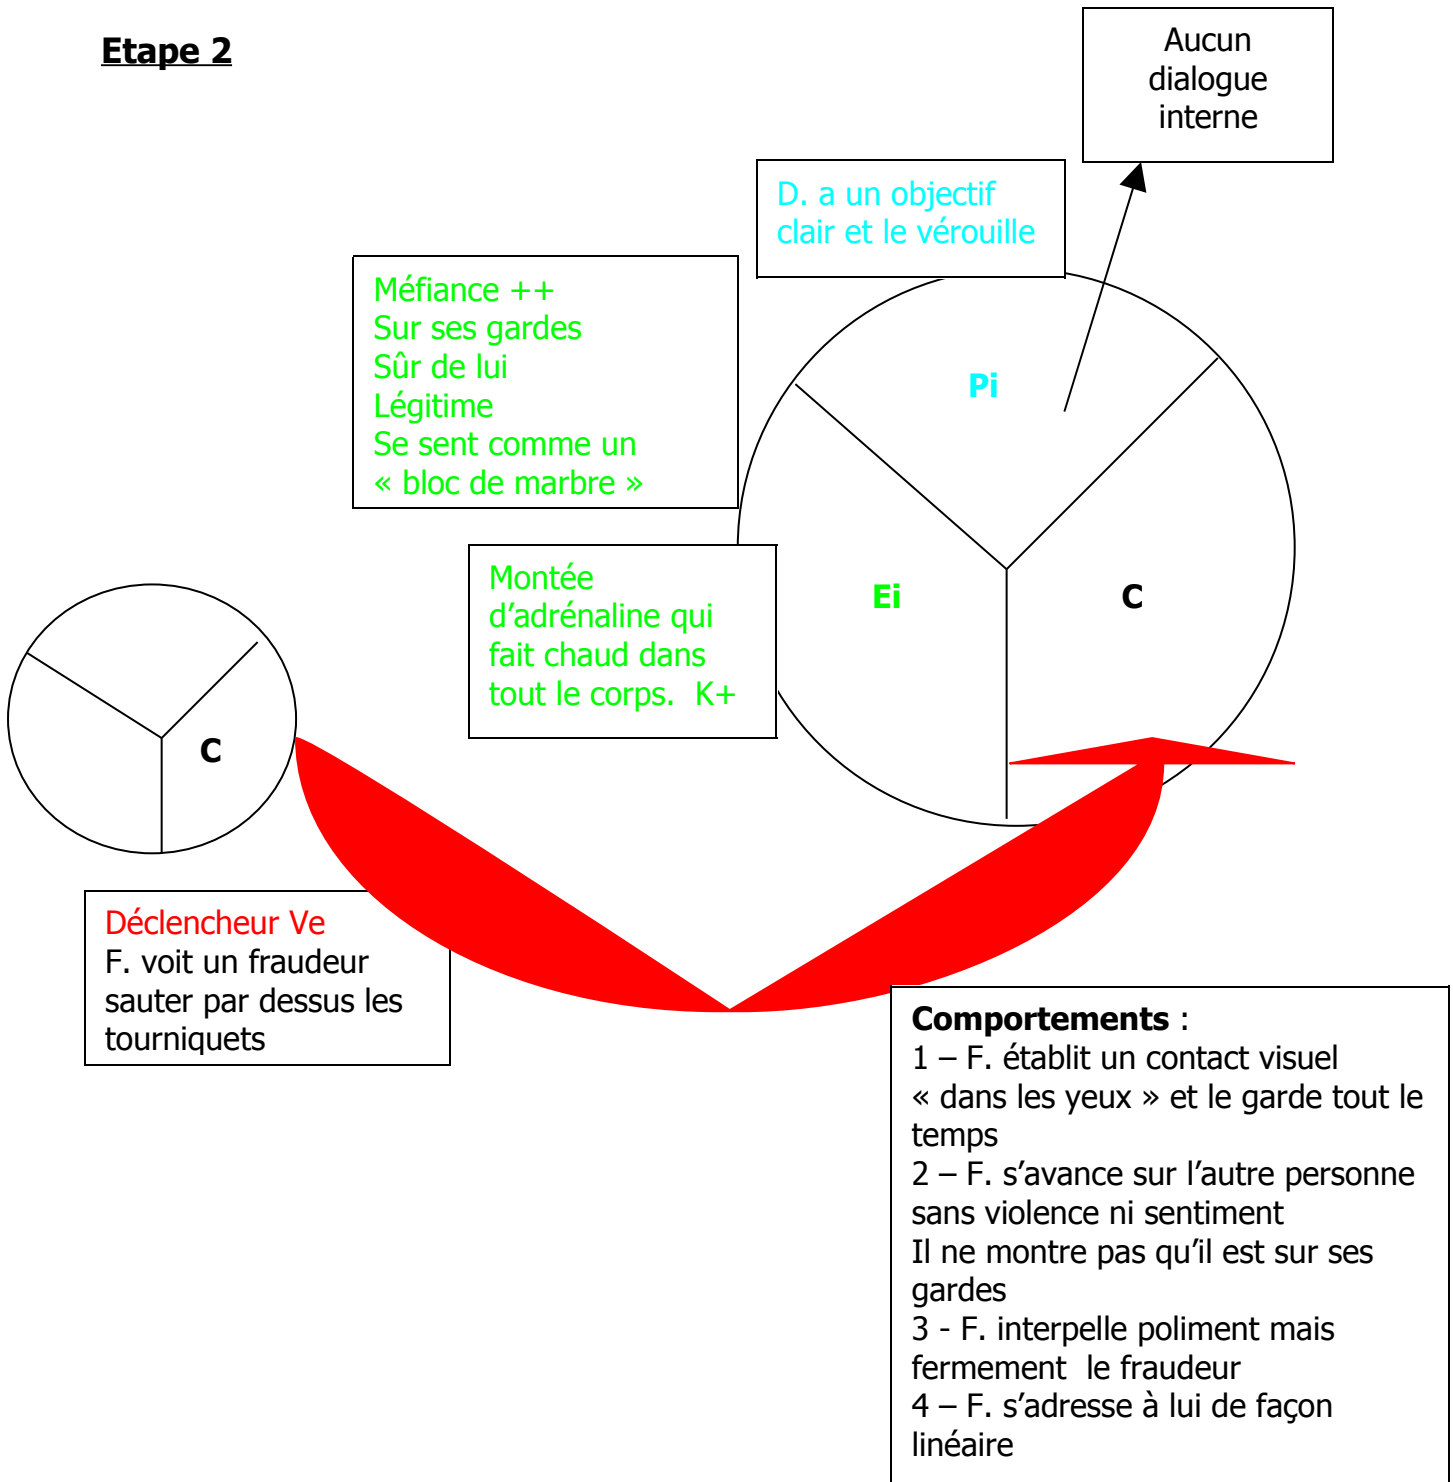 Etape 2
Aucun
dialogue
interne
D. a un objectif
clair et le vérouille
Méfiance ++
Sur ses gardes
Sûr de lui
Légitime
Se sent comme un
« bloc de marbre »
Pi
Montée
d’adrénaline qui
fait chaud dans
tout le corps.  K+
Ei
C
C
Déclencheur Ve
F. voit un fraudeur
sauter par dessus les
tourniquets
Comportements :
1 – F. établit un contact visuel
« dans les yeux » et le garde tout le
temps
2 – F. s’avance sur l’autre personne
sans violence ni sentiment
Il ne montre pas qu’il est sur ses
gardes
3 - F. interpelle poliment mais
fermement  le fraudeur
4 – F. s’adresse à lui de façon
linéaire